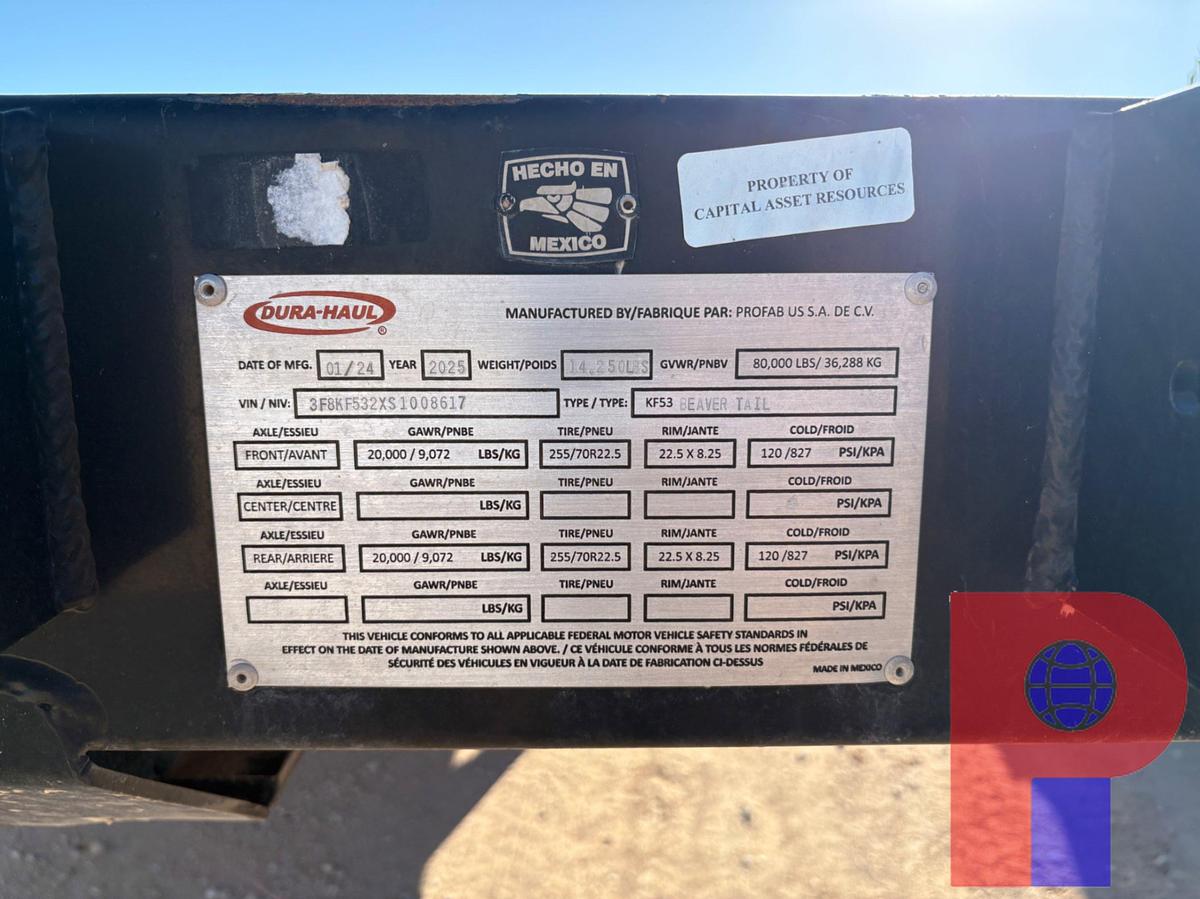 HECHO EN
MEXICO
PROPERTY OF
CAPITAL ASSET RESOURCES
DURA-HAUL®
MANUFACTURED BY/FABRIQUE PAR: PROFAB US S.A. DE C.V.
DATE OF MFG. 01/24 YEAR 2025 WEIGHT/POIDS 14,250LBS GVWR/PNBV 80,000 LBS/ 36,288 KG
VIN / NIV: 3F8KF532XS1008617 TYPE / TYPE: KF53 BEAVER TAIL
AXLE/ESSIEU GAWR/PNBE TIRE/PNEU RIM/JANTE COLD/FROID
FRONT/AVANT 20,000 / 9,072 LBS/KG 255/70R22.5 22.5 X 8.25 120 /827 PSI/KPA
AXLE/ESSIEU GAWR/PNBE TIRE/PNEU RIM/JANTE COLD/FROID
CENTER/CENTRE LBS/KG PSI/KPA
AXLE/ESSIEU GAWR/PNBE TIRE/PNEU RIM/JANTE COLD/FROID
REAR/ARRIERE 20,000 / 9,072 LBS/KG 255/70R22.5 22.5 X 8.25 120 /827 PSI/KPA
AXLE/ESSIEU GAWR/PNBE TIRE/PNEU RIM/JANTE COLD/FROID
LBS/KG PSI/KPA
THIS VEHICLE CONFORMS TO ALL APPLICABLE FEDERAL MOTOR VEHICLE SAFETY STANDARDS IN
EFFECT ON THE DATE OF MANUFACTURE SHOWN ABOVE. / CE VÉHICULE CONFORME À TOUS LES NORMES FÉDÉRALES DE
SÉCURITÉ DES VÉHICULES EN VIGUEUR À LA DATE DE FABRICATION CI-DESSUS
MADE IN MEXICO